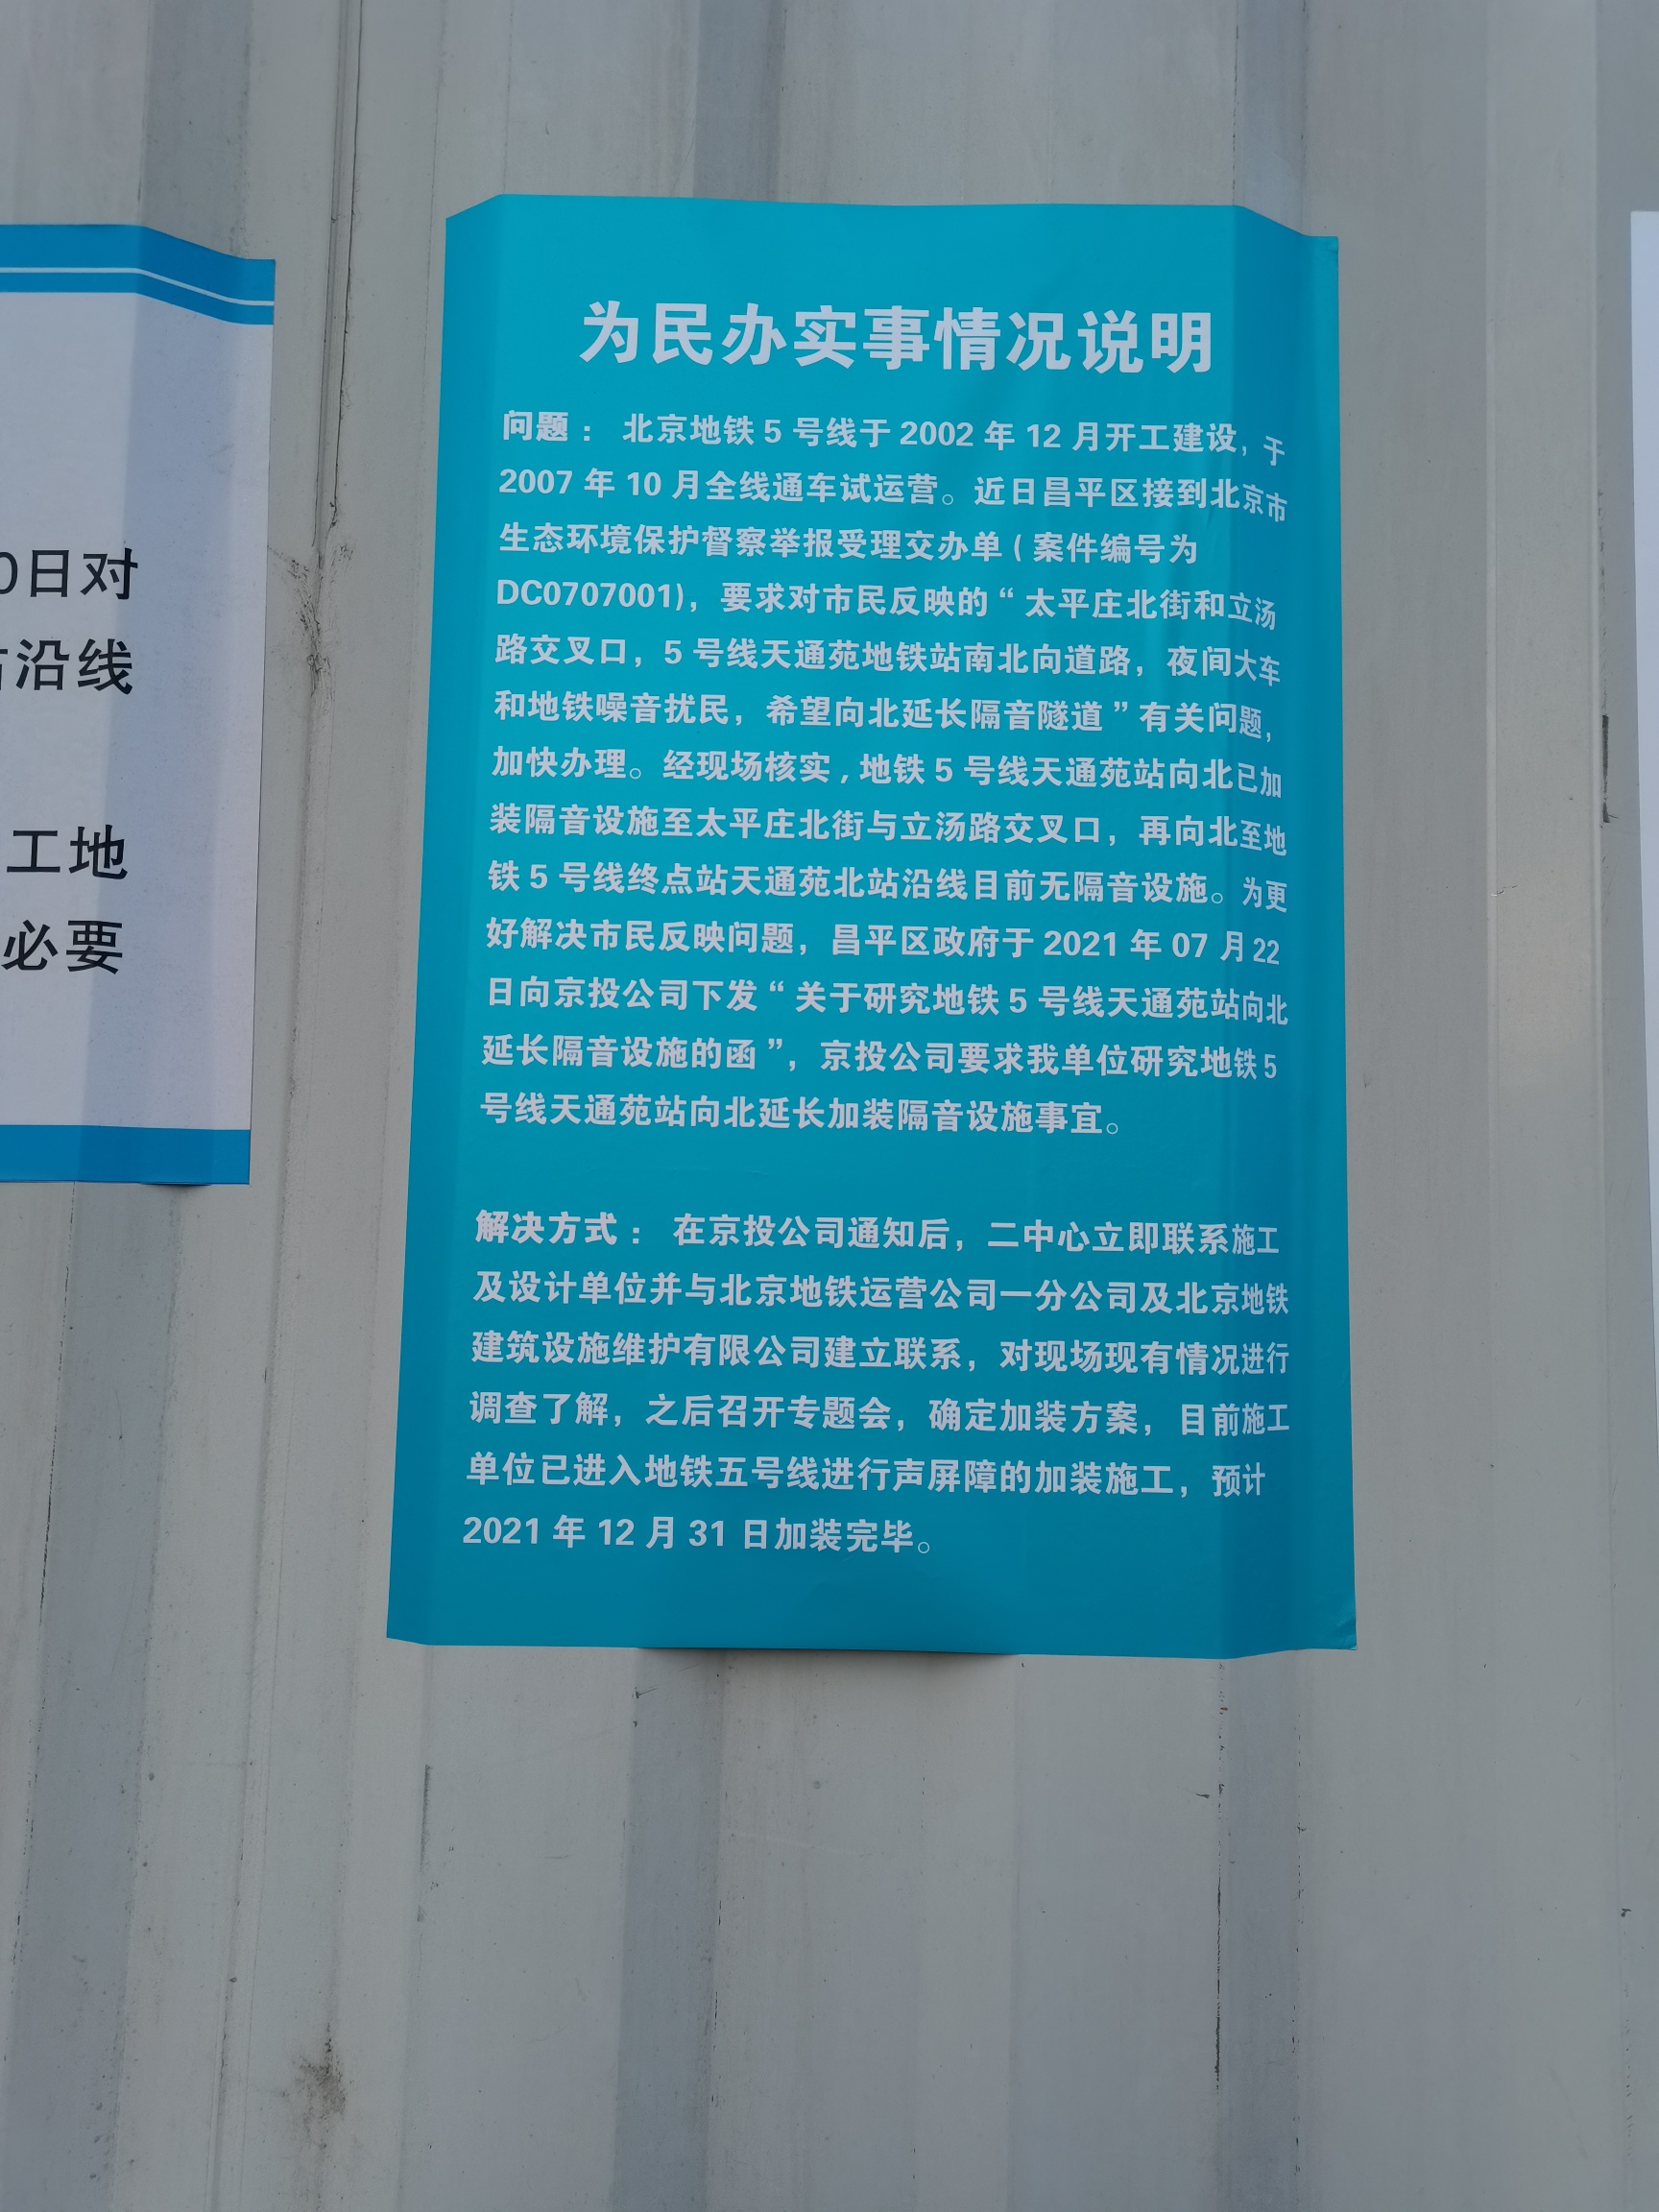 0日对
沿线
工地
必要
为民办实事情况说明
问题： 北京地铁 5 号线于 2002 年 12 月开工建设，于
2007 年 10 月全线通车试运营。近日昌平区接到北京市
生态环境保护督察举报受理交办单 ( 案件编号为
DC0707001)，要求对市民反映的“ 太平庄北街和立汤
路交叉口，5 号线天通苑地铁站南北向道路，夜间大车
和地铁噪音扰民，希望向北延长隔音隧道 ” 有关问题，
加快办理。经现场核实 , 地铁 5 号线天通苑站向北已加
装隔音设施至太平庄北街与立汤路交叉口，再向北至地
铁 5 号线终点站天通苑北站沿线目前无隔音设施。为更
好解决市民反映问题，昌平区政府于 2021 年 07 月 22
日向京投公司下发 “ 关于研究地铁 5 号线天通苑站向北
延长隔音设施的函 ”，京投公司要求我单位研究地铁 5
号线天通苑站向北延长加装隔音设施事宜。
解决方式： 在京投公司通知后，二中心立即联系施工
及设计单位并与北京地铁运营公司一分公司及北京地铁
建筑设施维护有限公司建立联系，对现场现有情况进行
调查了解，之后召开专题会，确定加装方案，目前施工
单位已进入地铁五号线进行声屏障的加装施工，预计
2021 年 12 月 31 日加装完毕。